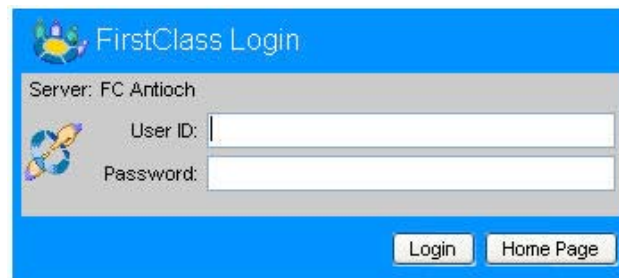 FirstClass Login
Server: FC Antioch
User ID:
Password:
Login Home Page